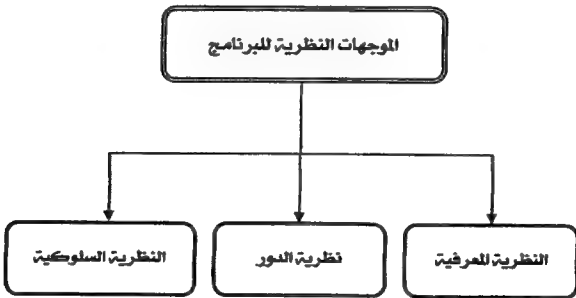 الموجهات النظرية للبرنامج
النظرية المعرفية
نظرية الدور
النظرية السلوكية